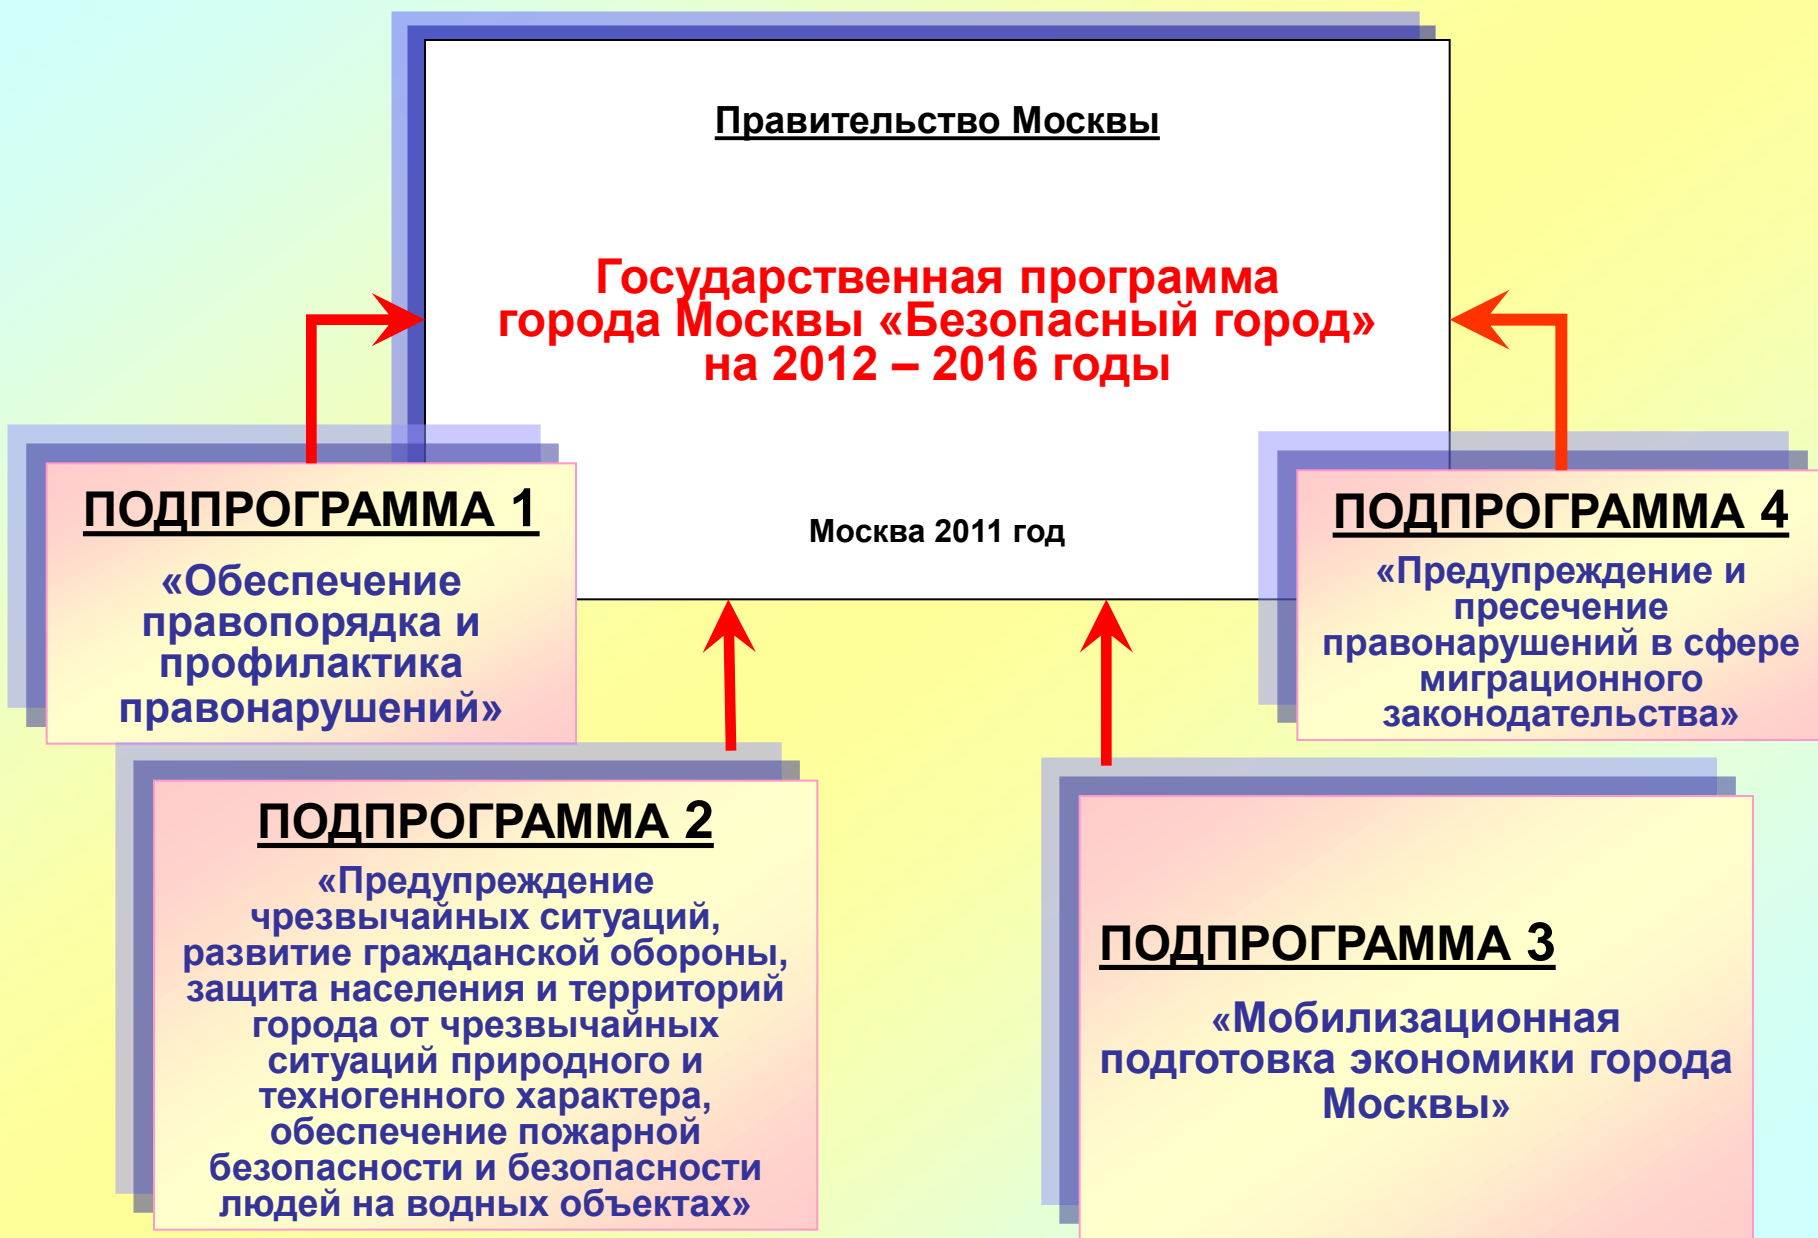 Правительство Москвы
Государственная программа
города Москвы «Безопасный город»
на 2012 – 2016 годы
Москва 2011 год
ПОДПРОГРАММА 1
«Обеспечение
правопорядка и
профилактика
правонарушений»
ПОДПРОГРАММА 2
«Предупреждение
чрезвычайных ситуаций,
развитие гражданской обороны,
защита населения и территорий
города от чрезвычайных
ситуаций природного и
техногенного характера,
обеспечение пожарной
безопасности и безопасности
людей на водных объектах»
ПОДПРОГРАММА 3
«Мобилизационная
подготовка экономики города
Москвы»
ПОДПРОГРАММА 4
«Предупреждение и
пресечение
правонарушений в сфере
миграционного
законодательства»